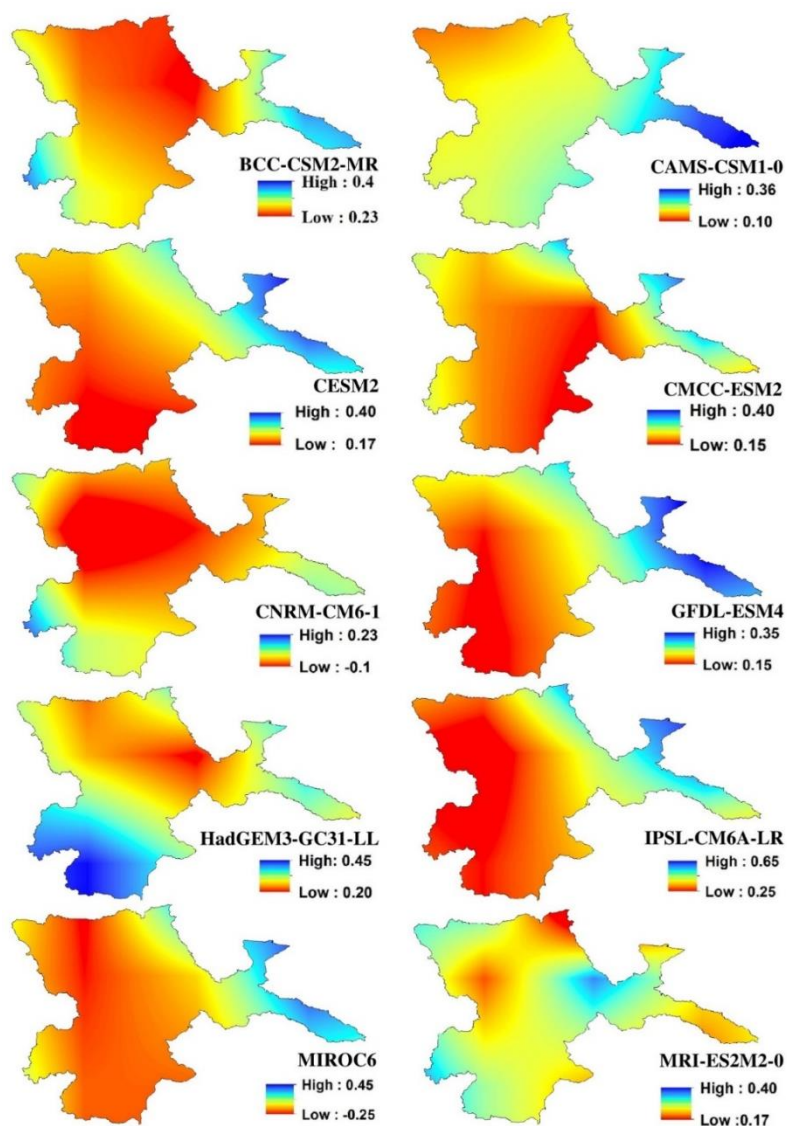 BCC-CSM2-MR
High : 0.4
Low : 0.23
CAMS-CSM1-0
High : 0.36
Low : 0.10
CESM2
High : 0.40
Low : 0.17
CMCC-ESM2
High : 0.40
Low: 0.15
CNRM-CM6-1
High : 0.23
Low : -0.1
GFDL-ESM4
High : 0.35
Low: 0.15
HadGEM3-GC31-LL
High: 0.45
Low : 0.20
IPSL-CM6A-LR
High : 0.65
Low : 0.25
MIROC6
High : 0.45
Low : -0.25
MRI-ES2M2-0
High : 0.40
Low :0.17